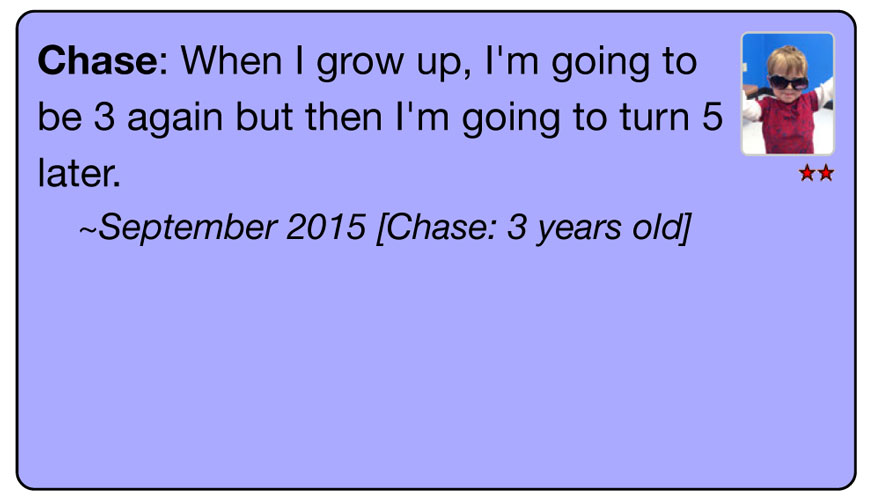 Chase: When I grow up, I'm going to
be 3 again but then I'm going to turn 5
later.
~September 2015 [Chase: 3 years old]